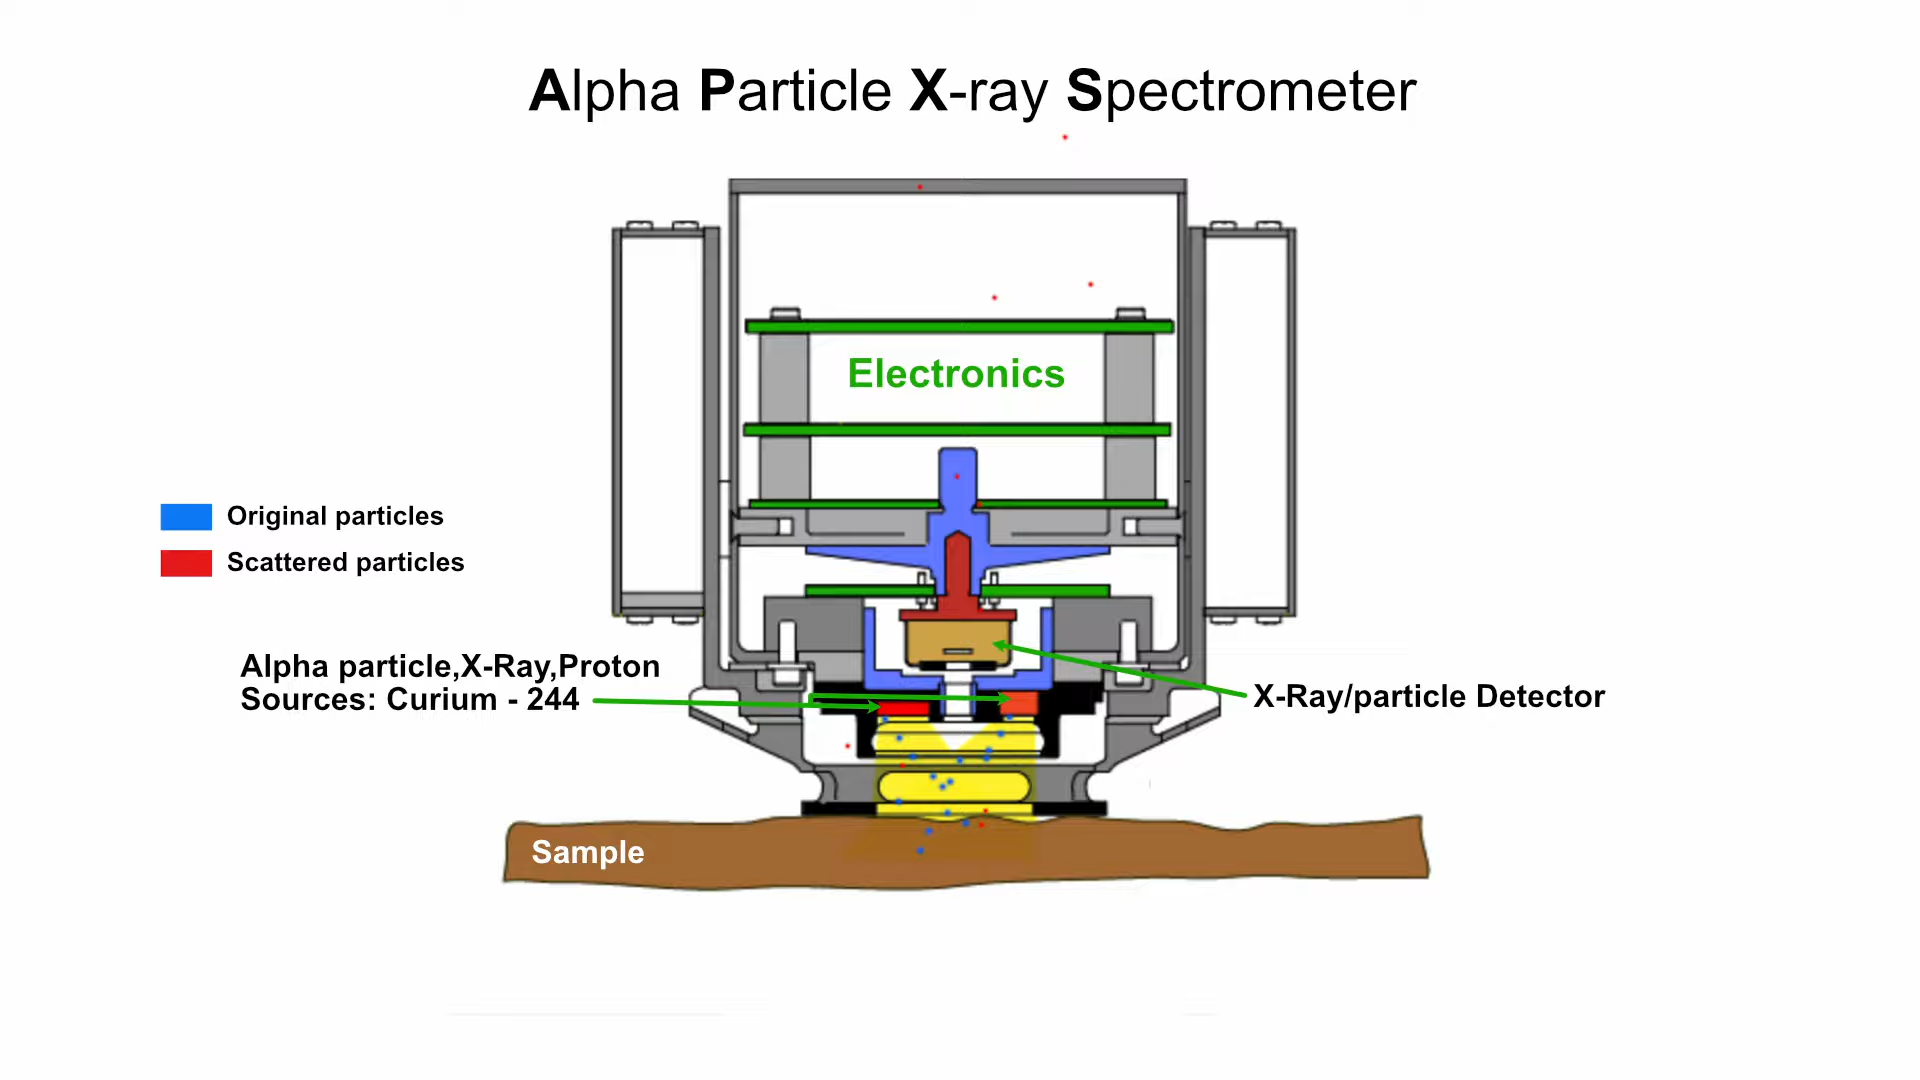 Alpha Particle X-ray Spectrometer
Electronics
Original particles
Scattered particles
Alpha particle,X-Ray,Proton
Sources: Curium - 244
X-Ray/particle Detector
Sample